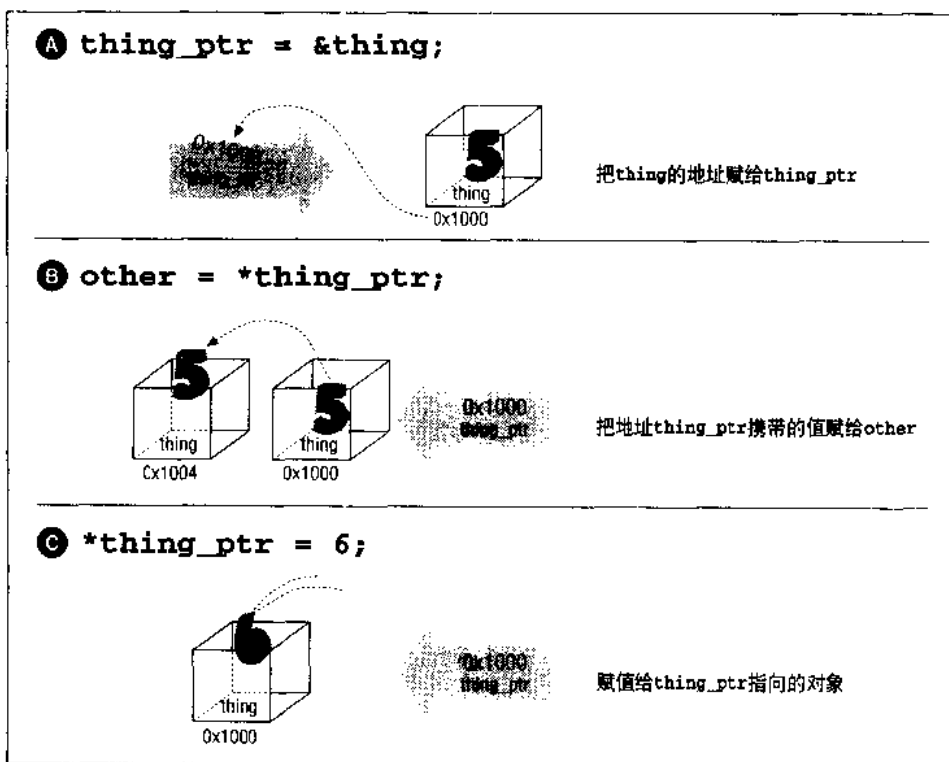 A thing_ptr = &thing;
0x1000
5
thing
0x1000
把thing的地址赋给thing_ptr
B other = *thing_ptr;
5
thing
0x1004
5
thing
0x1000
0x1000
thing_ptr
把地址thing_ptr携带的值赋给other
C *thing_ptr = 6;
6
thing
0x1000
0x1000
thing_ptr
赋值给thing_ptr指向的对象